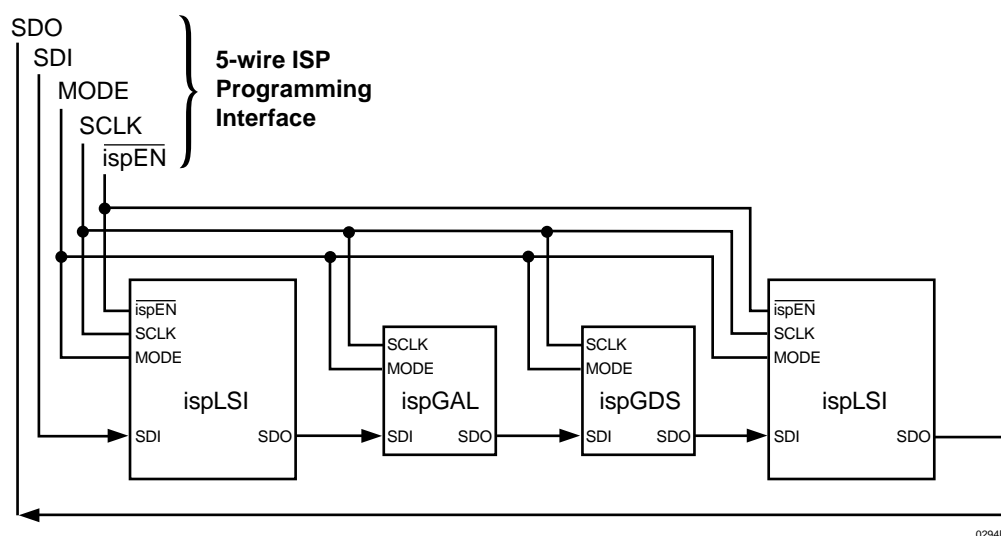 SDO
SDI
MODE
SCLK
ispEN
5-wire ISP
Programming
Interface
ispEN
SCLK
MODE
ispLSI
SDI
SDO
SCLK
MODE
ispGAL
SDI
SDO
SCLK
MODE
ispGDS
SDI
SDO
ispEN
SCLK
MODE
ispLSI
SDI
SDO